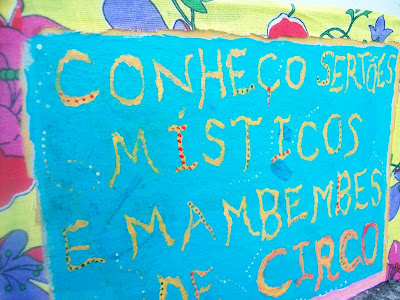 CONHEÇO SERTÕES
MÍSTICOS
E MAMBEMBES
DE CIRCO